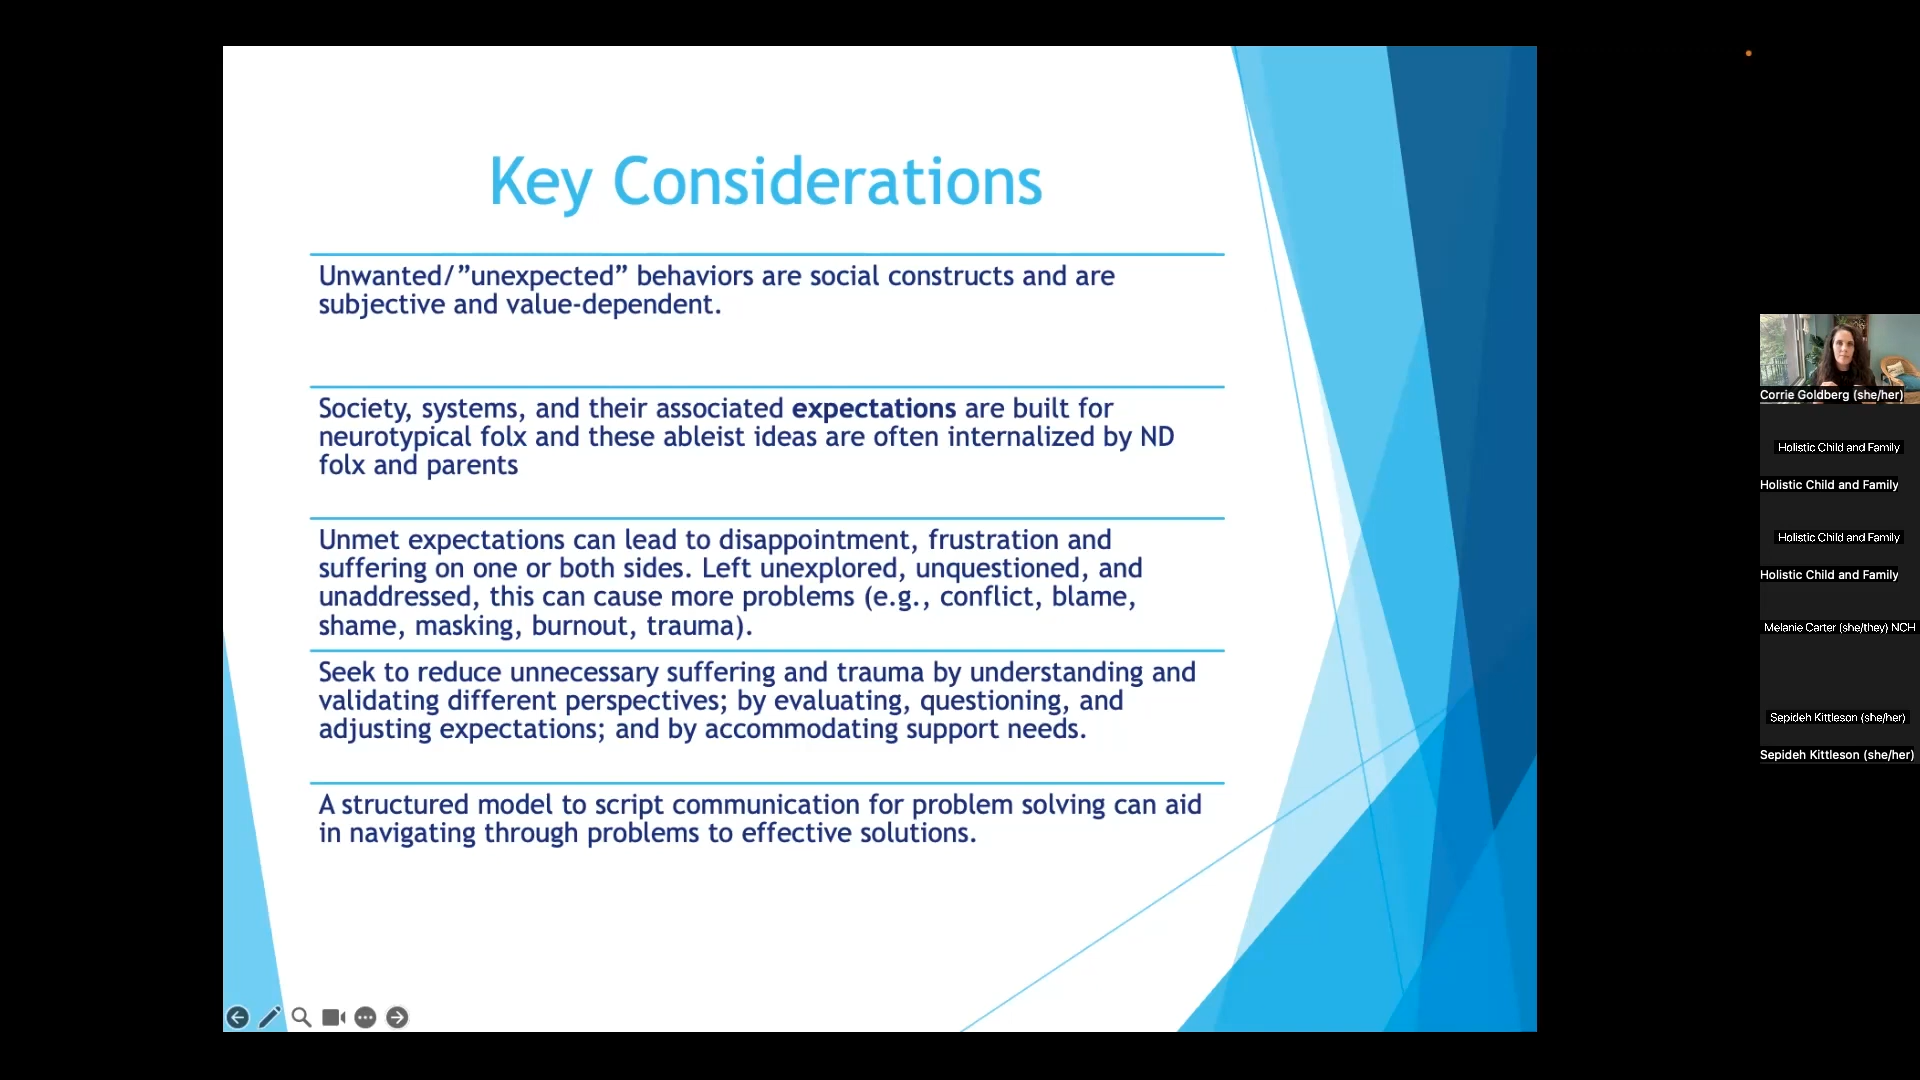 Key Considerations
Unwanted/”unexpected” behaviors are social constructs and are
subjective and value-dependent.
Society, systems, and their associated expectations are built for
neurotypical folx and these ableist ideas are often internalized by ND
folx and parents
Unmet expectations can lead to disappointment, frustration and
suffering on one or both sides. Left unexplored, unquestioned, and
unaddressed, this can cause more problems (e.g., conflict, blame,
shame, masking, burnout, trauma).
Seek to reduce unnecessary suffering and trauma by understanding and
validating different perspectives; by evaluating, questioning, and
adjusting expectations; and by accommodating support needs.
A structured model to script communication for problem solving can aid
in navigating through problems to effective solutions.
Corrie Goldberg (she/her)
Holistic Child and Family
Holistic Child and Family
Holistic Child and Family
Holistic Child and Family
Melanie Carter (she/they) NCH
Sepideh Kittleson (she/her)
Sepideh Kittleson (she/her)